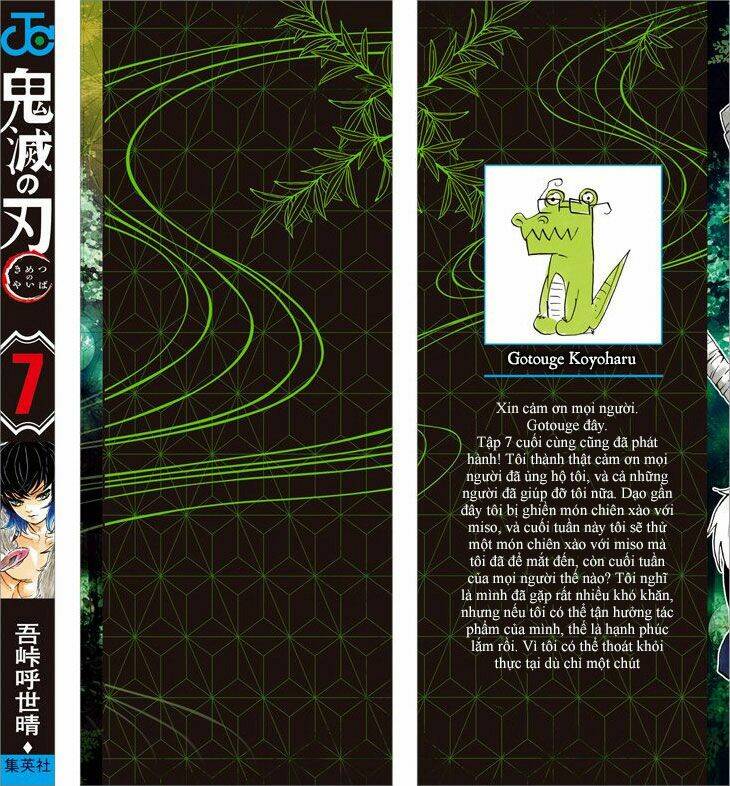 JC
鬼滅の刃
きめつのやいば
7
吾峠呼世晴
集英社
Gotouge Koyoharu
Xin cảm ơn mọi người.
Gotouge đây.
Tập 7 cuối cùng cũng đã phát
hành! Tôi thành thật cảm ơn mọi
người đã ủng hộ tôi, và cả những
người đã giúp đỡ tôi nữa. Dạo gần
đây tôi bị ghiền món chiên xào với
miso, và cuối tuần này tôi sẽ thử
một món chiên xào với miso mà
tôi đã để mắt đến, còn cuối tuần
của mọi người thế nào? Tôi nghĩ
là mình đã gặp rất nhiều khó khăn,
nhưng nếu tôi có thể tận hưởng tác
phẩm của mình, thế là hạnh phúc
lắm rồi. Vì tôi có thể thoát khỏi
thực tại dù chỉ một chút